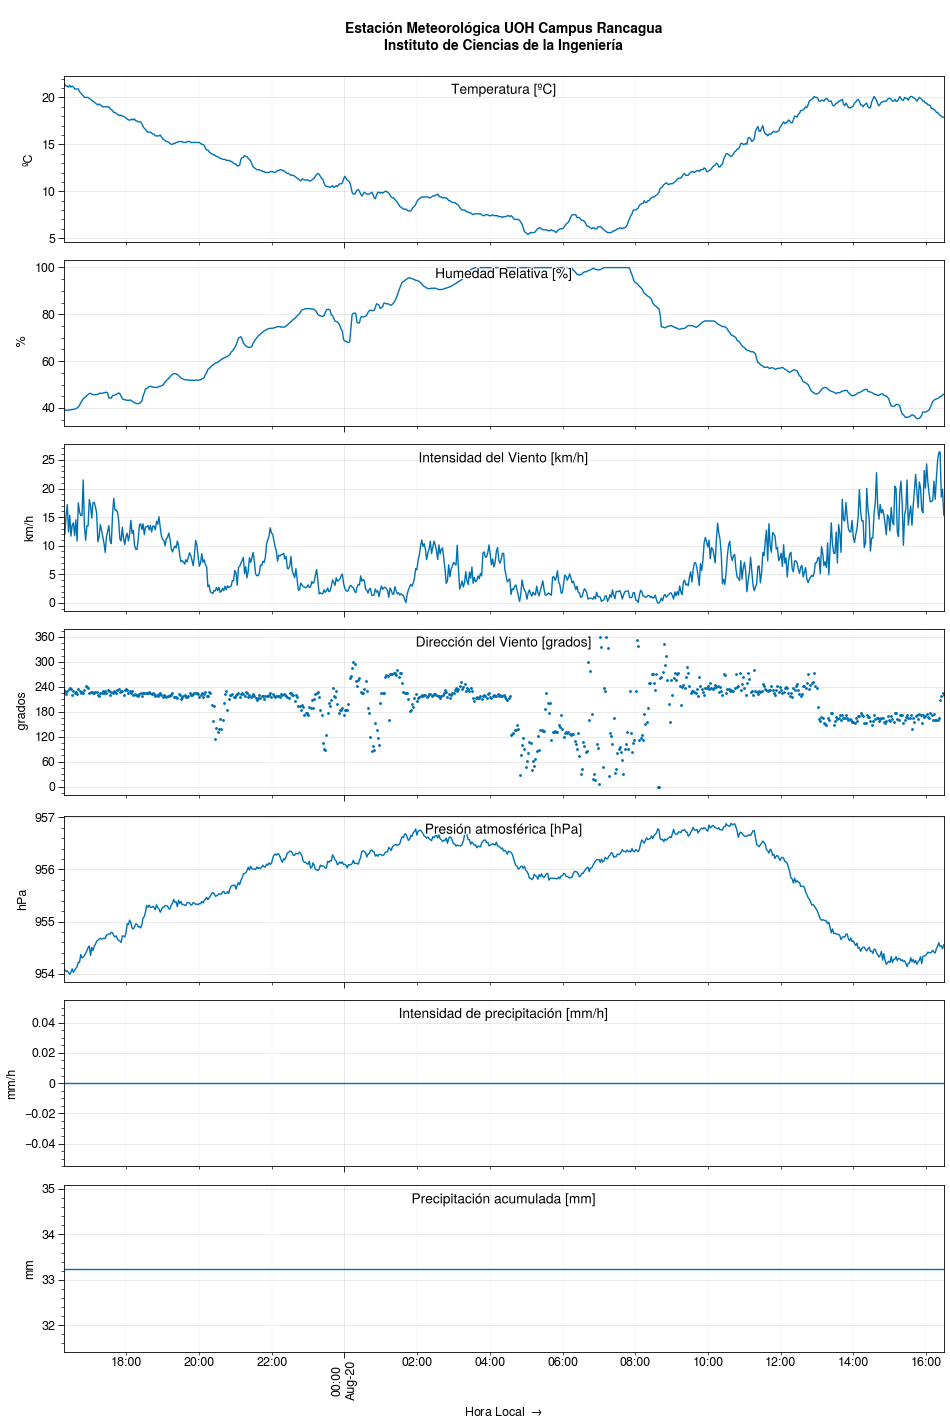 Estación Meteorológica UOH Campus Rancagua
Instituto de Ciencias de la Ingeniería
Temperatura [ºC]
ºC
20
15
10
5
Humedad Relativa [%]
%
100
80
60
40
Intensidad del Viento [km/h]
km/h
25
20
15
10
5
0
Dirección del Viento [grados]
grados
360
300
240
180
120
60
0
Presión atmosférica [hPa]
hPa
957
956
955
954
Intensidad de precipitación [mm/h]
mm/h
0.04
0.02
0
−0.02
−0.04
Precipitación acumulada [mm]
mm
35
34
33
32
18:00 20:00 22:00 00:00 02:00 04:00 06:00 08:00 10:00 12:00 14:00 16:00
Aug-20
Hora Local →